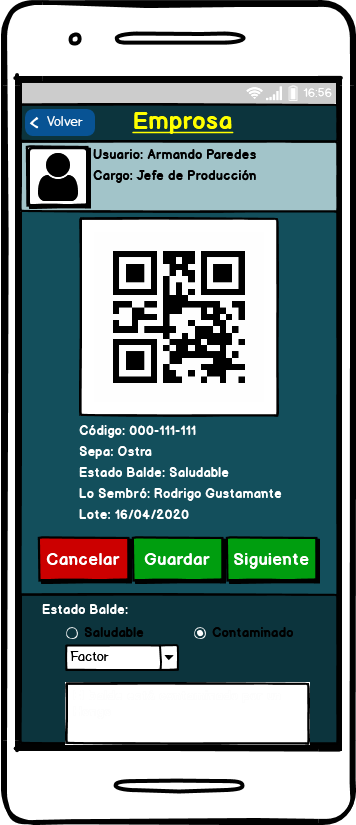 16:56
Volver
Emprosa
Usuario: Armando Paredes
Cargo: Jefe de Producción
Código: 000-111-111
Sepa: Ostra
Estado Balde: Saludable
Lo Sembró: Rodrigo Gustamante
Lote: 16/04/2020
Cancelar Guardar Siguiente
Estado Balde:
Saludable Contaminado
Factor